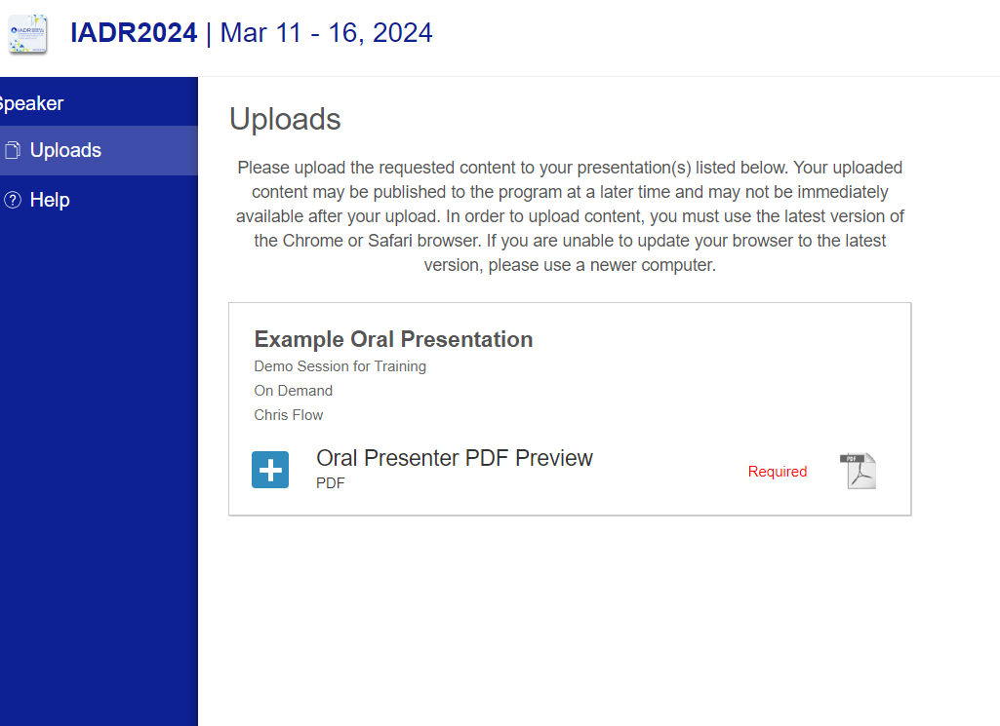 IADR2024 | Mar 11 - 16, 2024
Speaker
Uploads
Help
Uploads
Please upload the requested content to your presentation(s) listed below. Your uploaded
content may be published to the program at a later time and may not be immediately
available after your upload. In order to upload content, you must use the latest version of
the Chrome or Safari browser. If you are unable to update your browser to the latest
version, please use a newer computer.
Example Oral Presentation
Demo Session for Training
On Demand
Chris Flow
Oral Presenter PDF Preview
PDF
Required
PDF